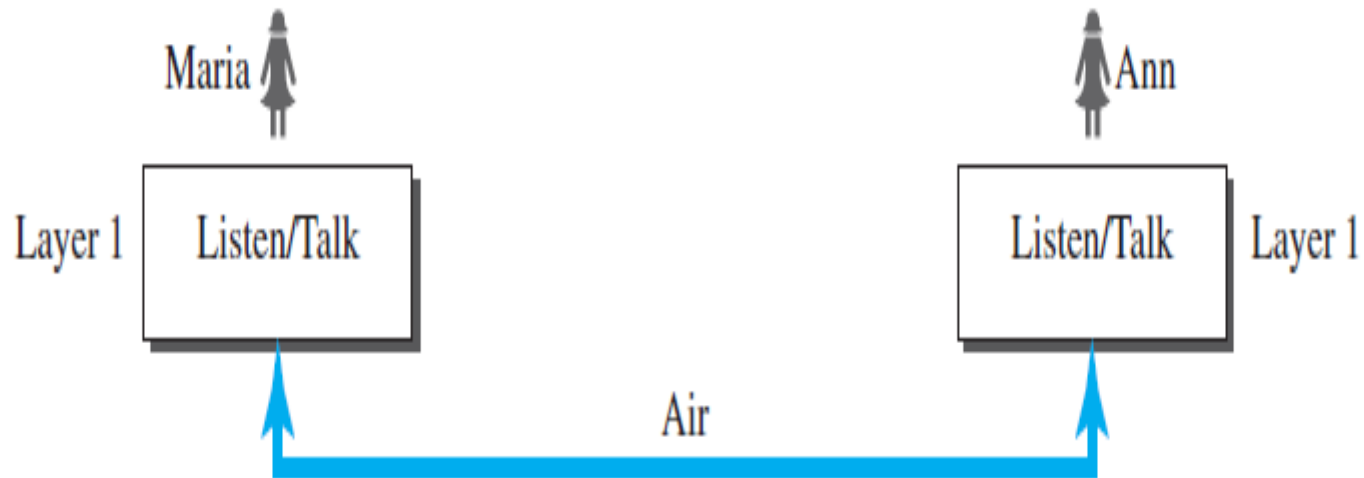 Maria
Ann
Layer 1
Listen/Talk
Listen/Talk
Layer 1
Air